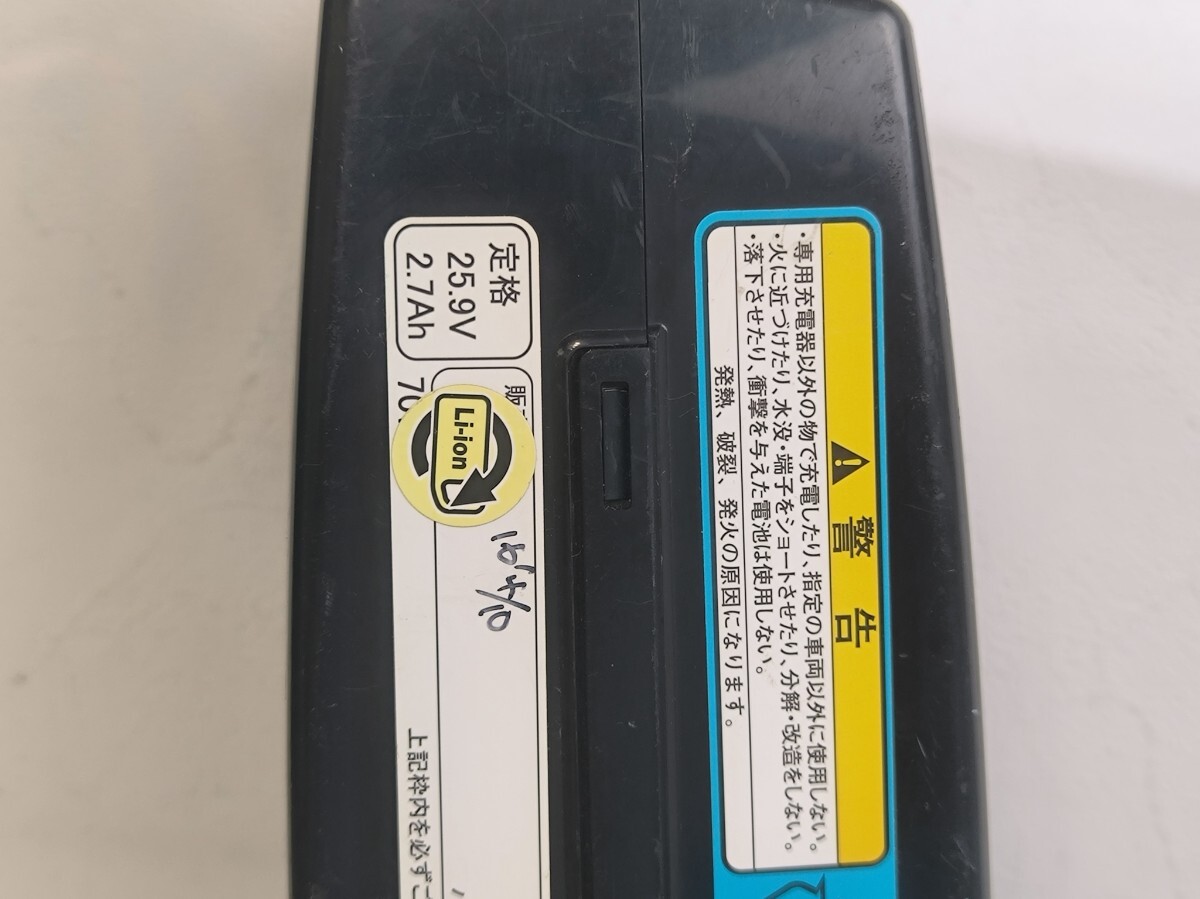 定格
25.9V
2.7Ah
Li-ion
上記枠内を必ずご
警告
・専用充電器以外の物で充電したり、指定の車両以外に使用しない。
・火に近づけたり、水没・端子をショートさせたり、分解・改造をしない。
・落下させたり、衝撃を与えた電池は使用しない。
発熱、破裂、発火の原因になります。